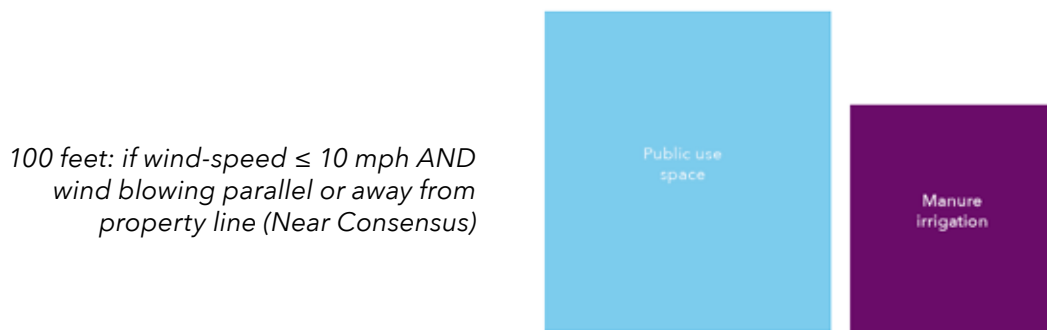 100 feet: if wind-speed ≤ 10 mph AND
wind blowing parallel or away from
property line (Near Consensus)
Public use
space
Manure
irrigation